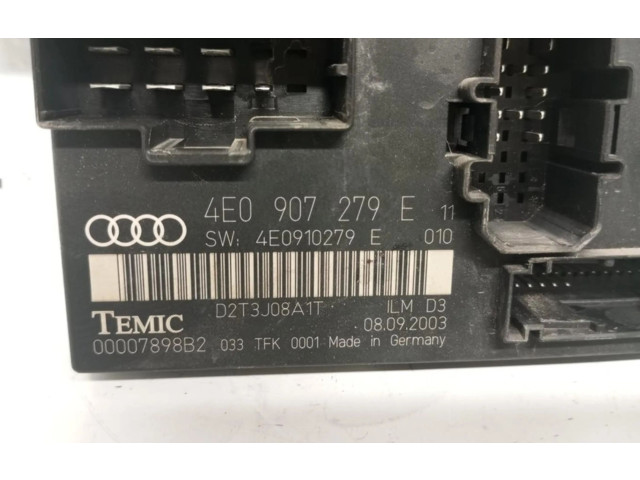 4E0 907 279 E 11
SW: 4E0910279 E 010
D2T3J08A1T ILM D3
TEMIC 08.09.2003
00007898B2 033 TFK 0001 Made in Germany